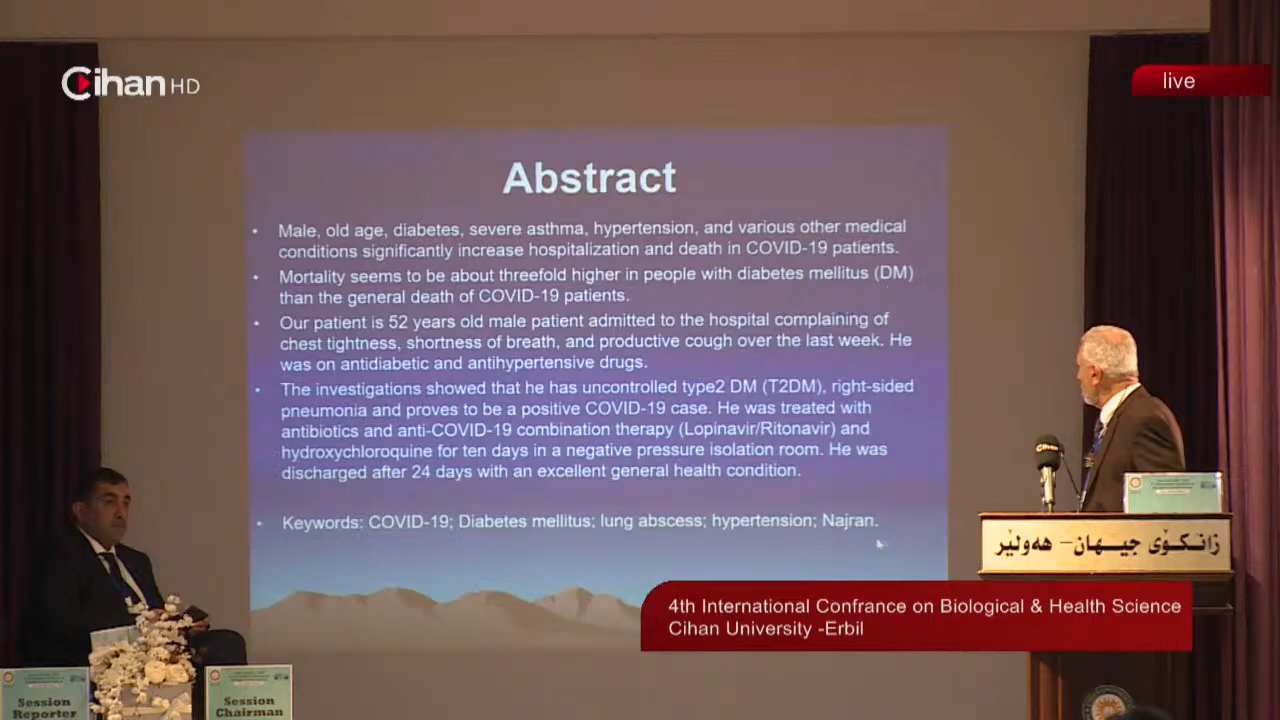 Cihan HD
live
Abstract
• Male, old age, diabetes, severe asthma, hypertension, and various other medical
conditions significantly increase hospitalization and death in COVID-19 patients.
• Mortality seems to be about threefold higher in people with diabetes mellitus (DM)
than the general death of COVID-19 patients.
• Our patient is 52 years old male patient admitted to the hospital complaining of
chest tightness, shortness of breath, and productive cough over the last week. He
was on antidiabetic and antihypertensive drugs.
• The investigations showed that he has uncontrolled type2 DM (T2DM), right-sided
pneumonia and proves to be a positive COVID-19 case. He was treated with
antibiotics and anti-COVID-19 combination therapy (Lopinavir/Ritonavir) and
hydroxychloroquine for ten days in a negative pressure isolation room. He was
discharged after 24 days with an excellent general health condition.
• Keywords: COVID-19; Diabetes mellitus; lung abscess; hypertension; Najran.
Cihan
زانكۆى جيهان - هەولێر
4th International Confrance on Biological & Health Science
Cihan University -Erbil
Session
Reporter
Session
Chairman